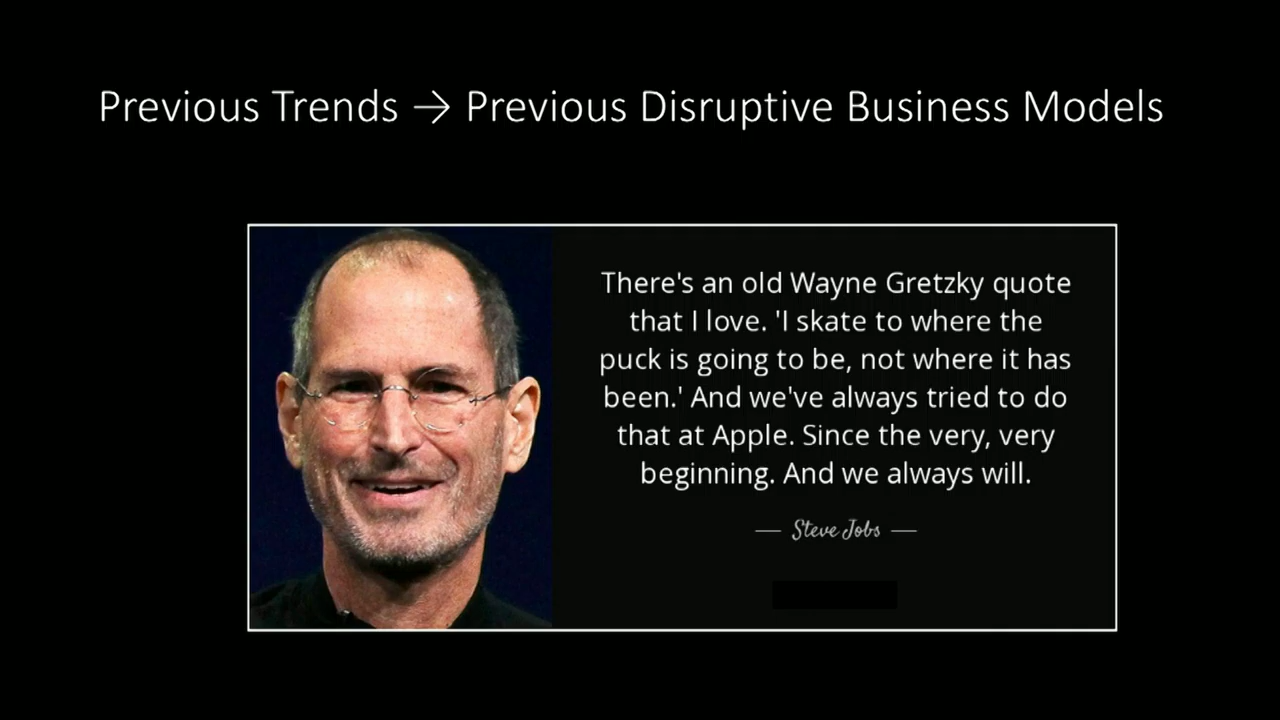 Previous Trends → Previous Disruptive Business Models
There's an old Wayne Gretzky quote
that I love. 'I skate to where the
puck is going to be, not where it has
been.' And we've always tried to do
that at Apple. Since the very, very
beginning. And we always will.
— Steve Jobs —